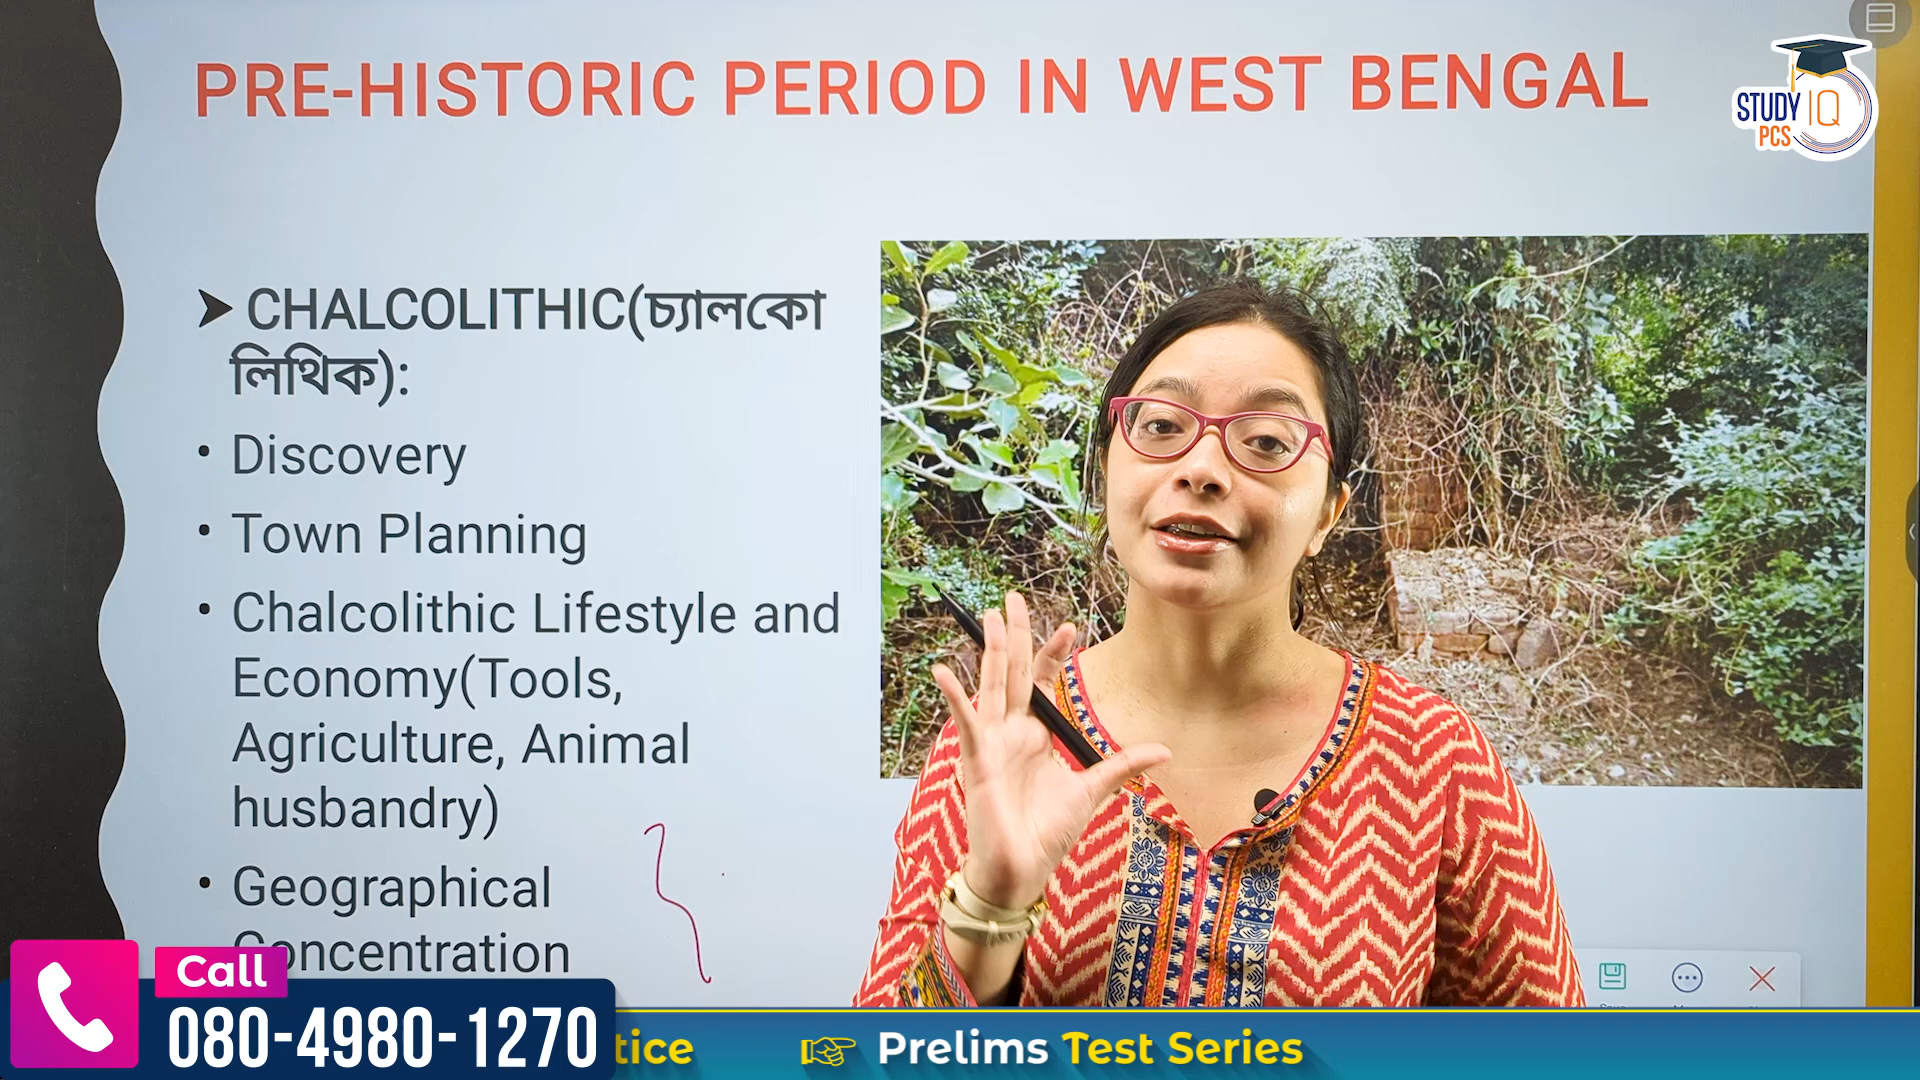 PRE-HISTORIC PERIOD IN WEST BENGAL
STUDY IQ
PCS
➤ CHALCOLITHIC(চ্যালকো
লিথিক):
• Discovery
• Town Planning
• Chalcolithic Lifestyle and
Economy(Tools,
Agriculture, Animal
husbandry)
• Geographical
Concentration
Call
080-4980-1270
Prelims Test Series